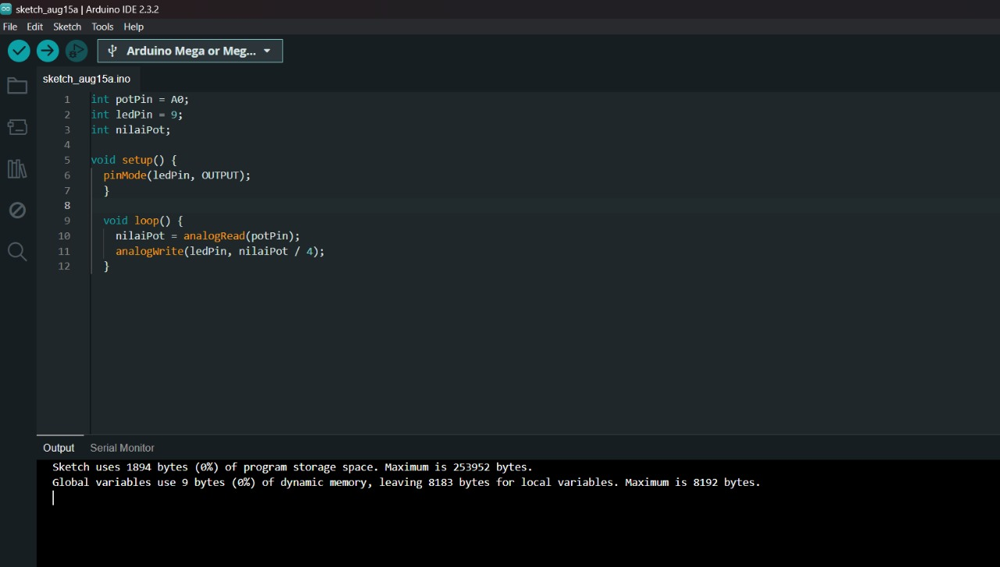 sketch_aug15a | Arduino IDE 2.3.2
File Edit Sketch Tools Help
Arduino Mega or Meg...
sketch_aug15a.ino
1 int potPin = A0;
2 int ledPin = 9;
3 int nilaiPot;
4
5 void setup() {
6 pinMode(ledPin, OUTPUT);
7 }
8
9 void loop() {
10 nilaiPot = analogRead(potPin);
11 analogWrite(ledPin, nilaiPot / 4);
12 }
Output Serial Monitor
Sketch uses 1894 bytes (0%) of program storage space. Maximum is 253952 bytes.
Global variables use 9 bytes (0%) of dynamic memory, leaving 8183 bytes for local variables. Maximum is 8192 bytes.